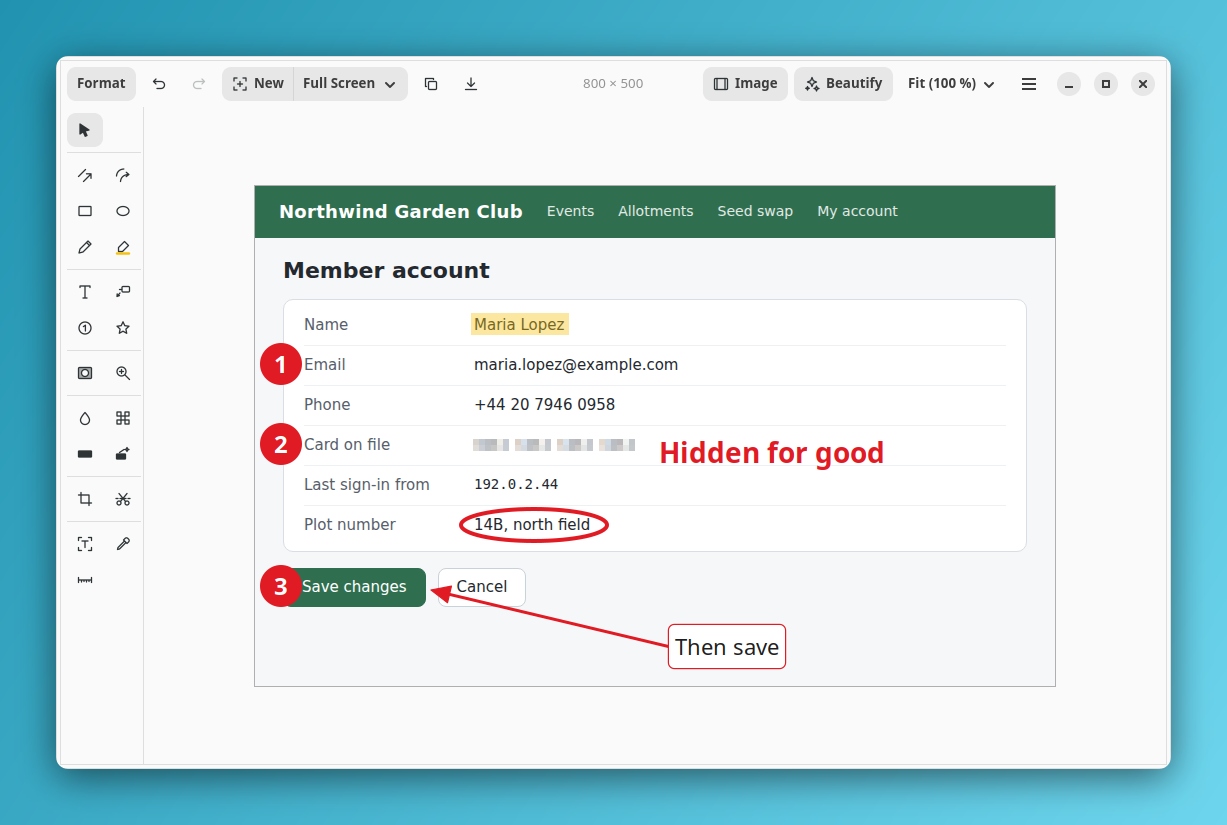 Format New Full Screen 800 × 500 Image Beautify Fit (100 %)
Northwind Garden Club Events Allotments Seed swap My account
Member account
Name Maria Lopez
1 Email maria.lopez@example.com
Phone +44 20 7946 0958
2 Card on file Hidden for good
Last sign-in from 192.0.2.44
Plot number 14B, north field
3 Save changes Cancel
Then save